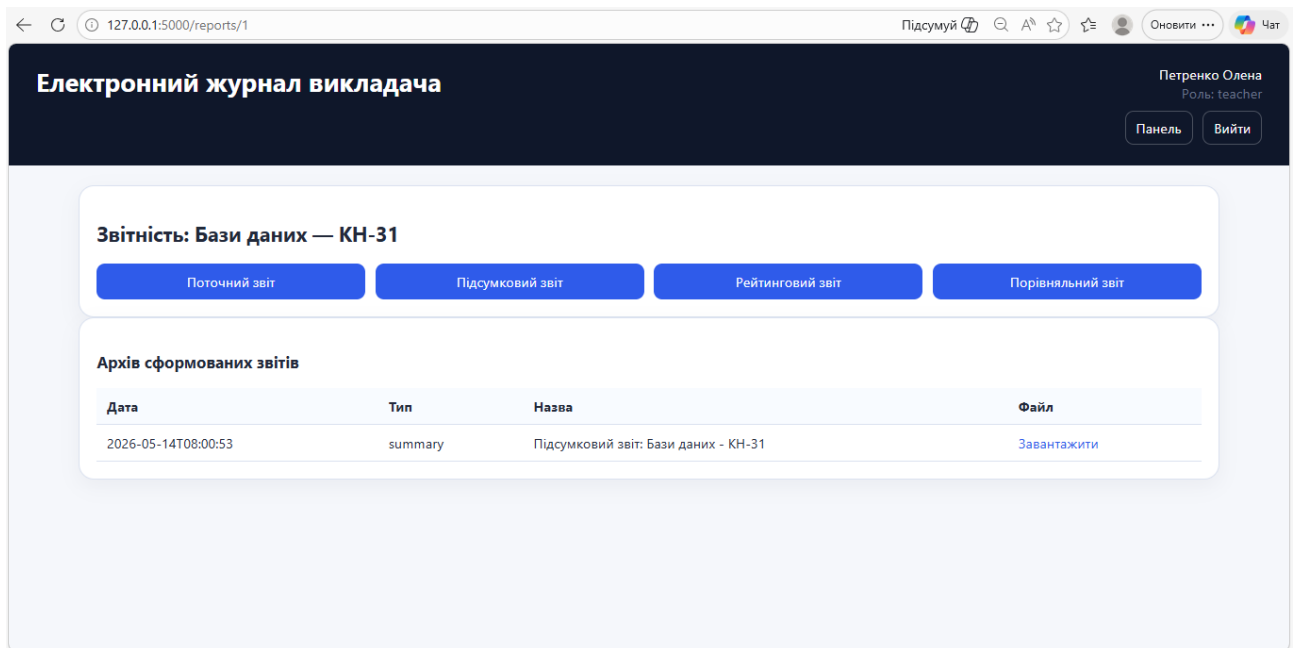 127.0.0.1:5000/reports/1 Підсумуй Оновити ··· Чат
Електронний журнал викладача
Петренко Олена
Роль: teacher
Панель Вийти
Звітність: Бази даних — КН-31
Поточний звіт Підсумковий звіт Рейтинговий звіт Порівняльний звіт
Архів сформованих звітів
Дата Тип Назва Файл
2026-05-14T08:00:53 summary Підсумковий звіт: Бази даних - КН-31 Завантажити